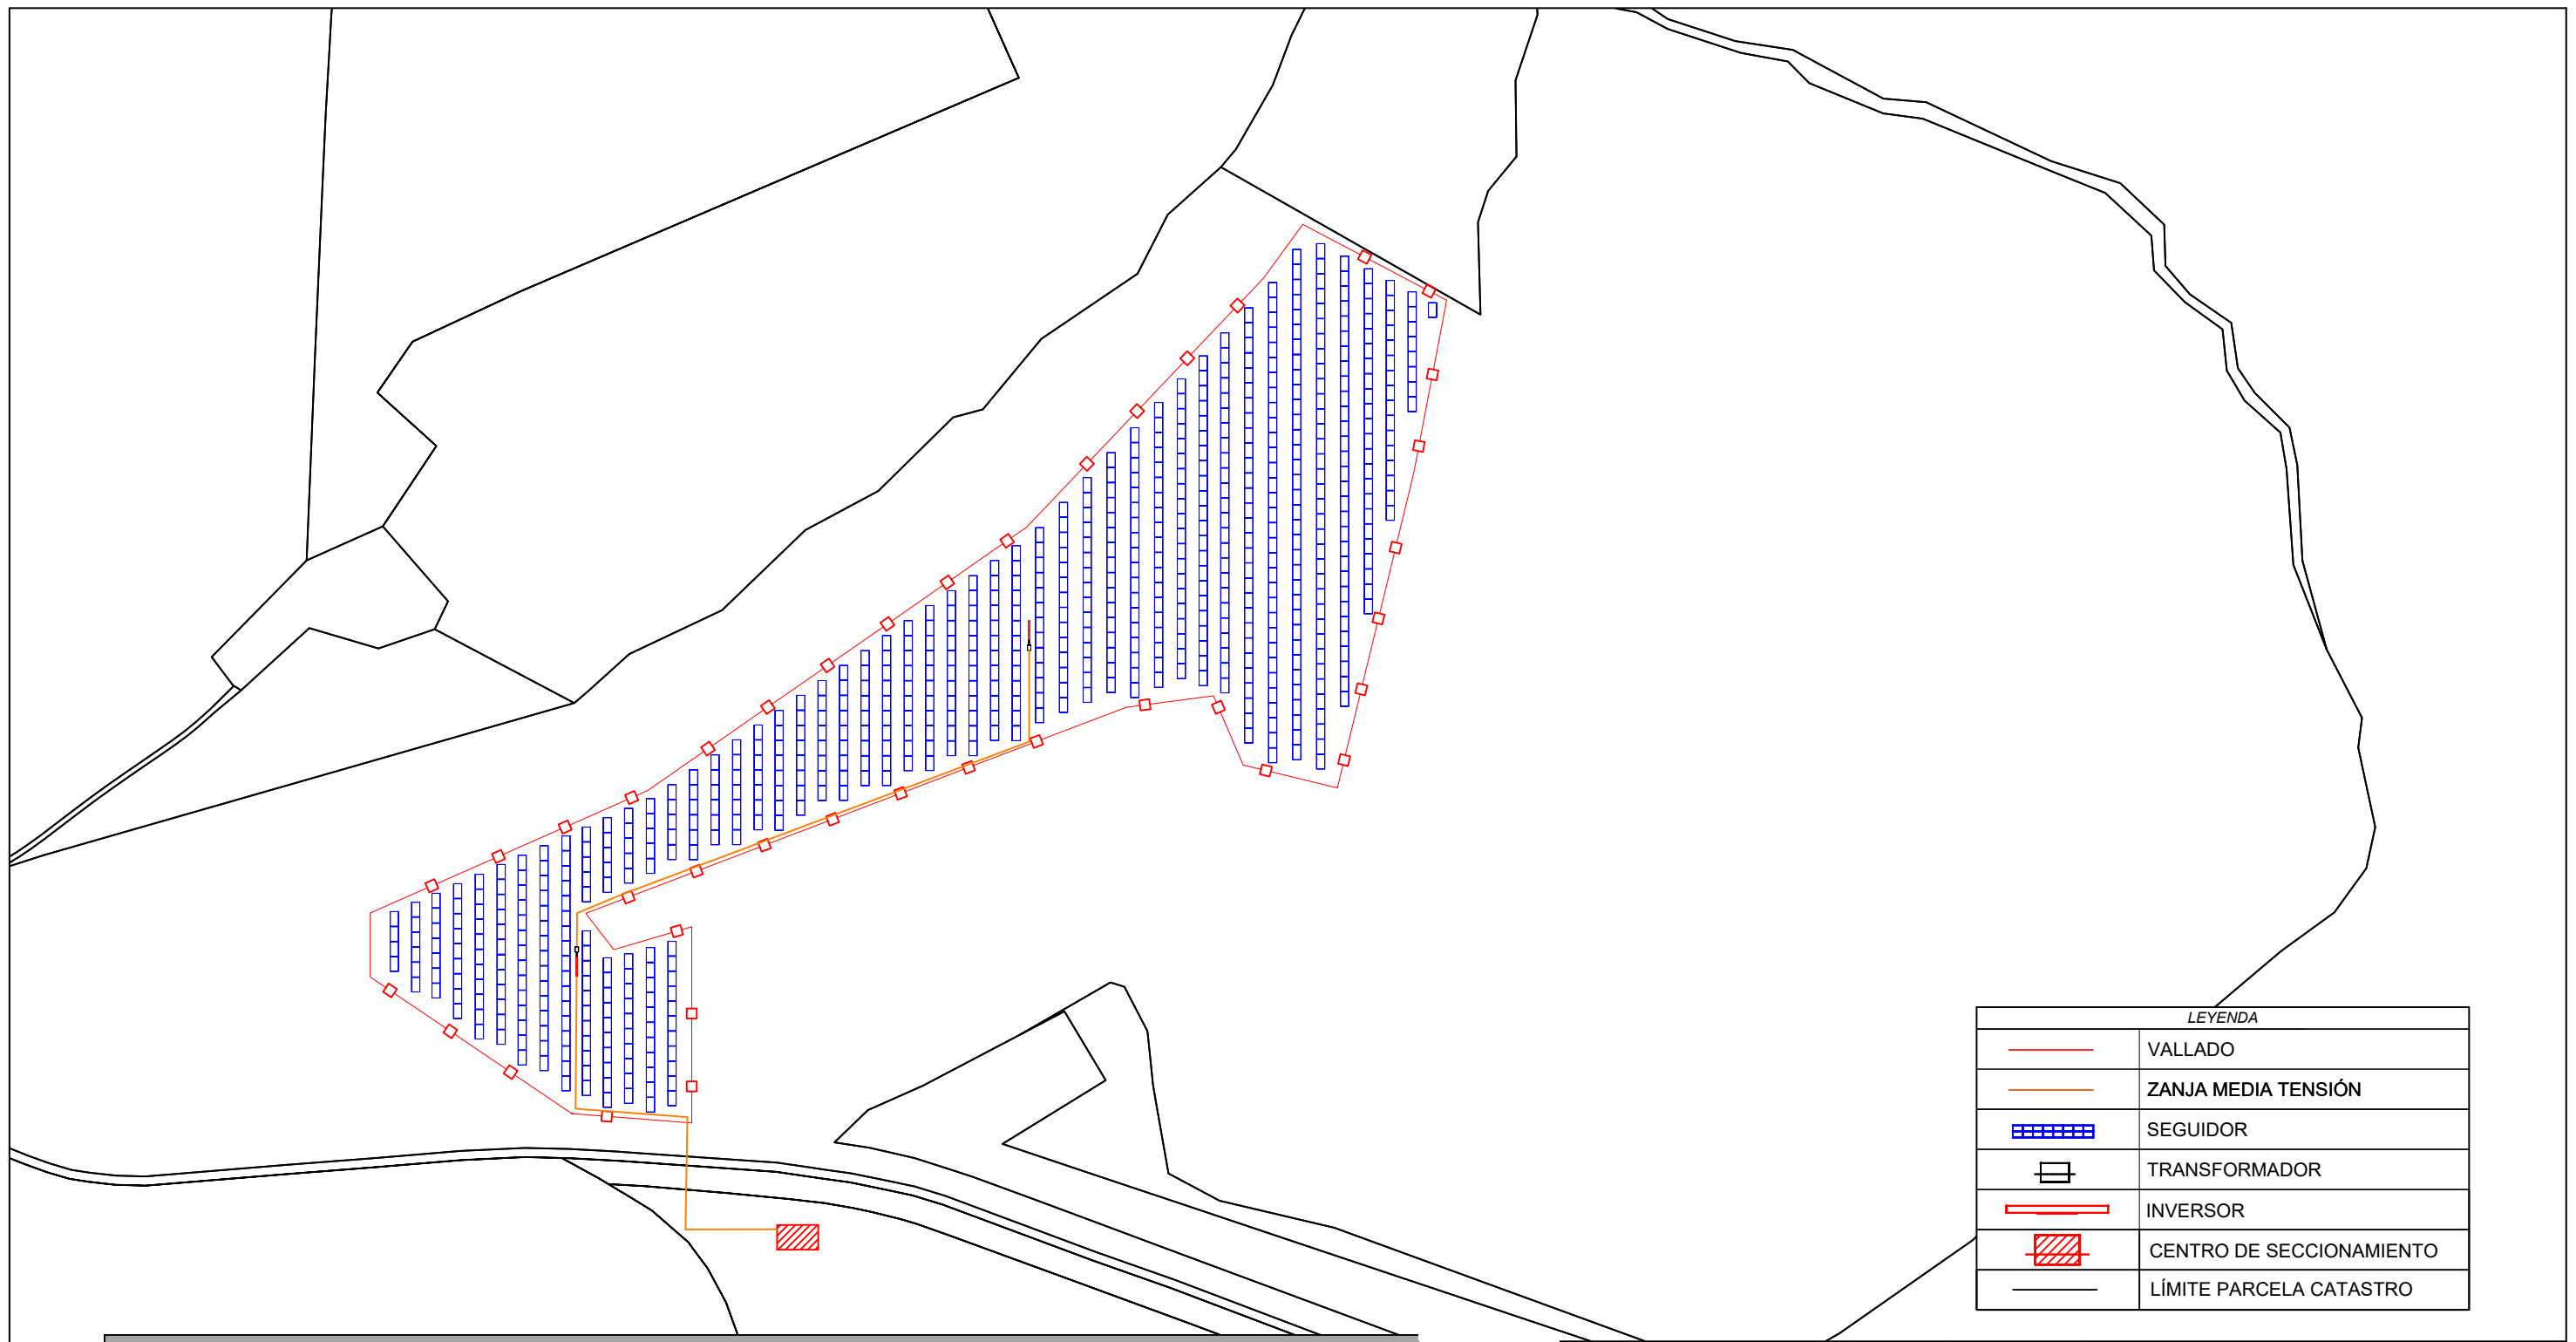 LEYENDA
VALLADO
ZANJA MEDIA TENSIÓN
SEGUIDOR
TRANSFORMADOR
INVERSOR
CENTRO DE SECCIONAMIENTO
LÍMITE PARCELA CATASTRO